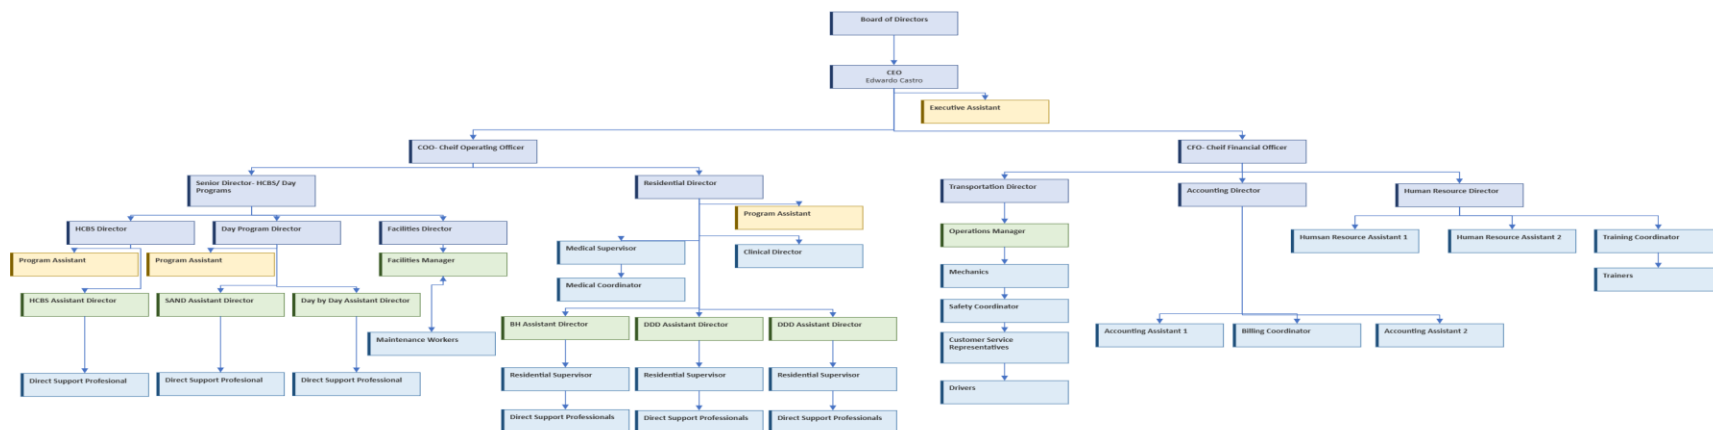 Board of Directors
CEO
Edwardo Castro
Executive Assistant
COO- Cheif Operating Officer
CFO- Cheif Financial Officer
Senior Director- HCBS/ Day
Programs
Residential Director
Transportation Director
Accounting Director
Human Resource Director
Program Assistant
HCBS Director
Day Program Director
Facilities Director
Operations Manager
Humsan Resource Assistant 1
Human Resource Assistant 2
Training Coordinator
Medical Supervisor
Clinical Director
Program Assistant
Program Assistant
Facilities Manager
Mechanics
Trainers
Medical Coordinator
HCBS Assistant Director
SAND Assistant Director
Day by Day Assistant Director
Safety Coordinator
BH Assistant Director
DDD Assistant Director
DDD Assistant Director
Accounting Assistant 1
Billing Coordinator
Accounting Assistant 2
Maintenance Workers
Customer Service
Representatives
Direct Support Profesional
Direct Support Profesional
Direct Support Professional
Residential Supervisor
Residential Supervisor
Residential Supervisor
Drivers
Direct Support Professionals
Direct Support Professionals
Direct Support Professionals